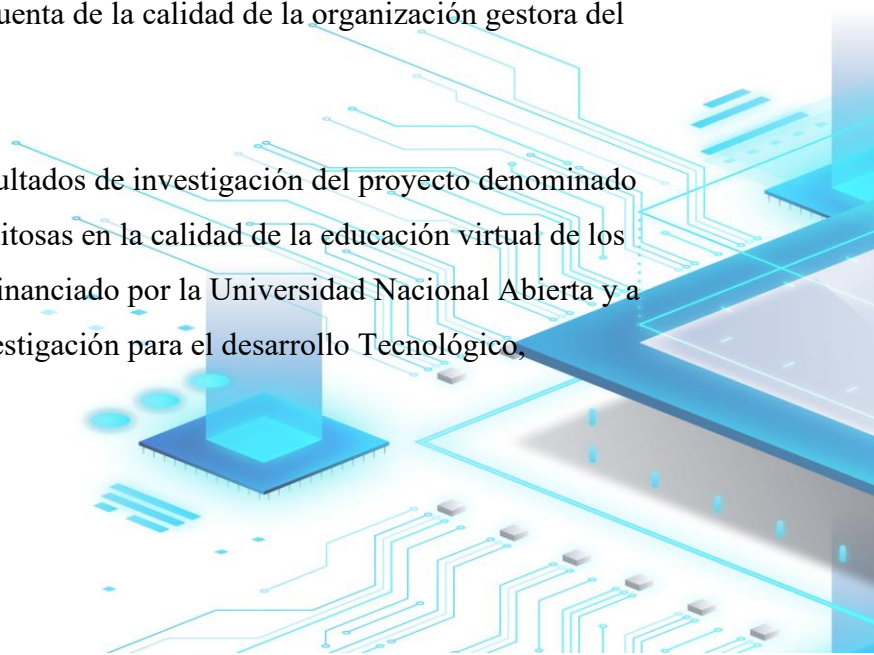 uenta de la calidad de la organización gestora del
ultados de investigación del proyecto denominado
itosas en la calidad de la educación virtual de los
inanciado por la Universidad Nacional Abierta y a
estigación para el desarrollo Tecnológico,